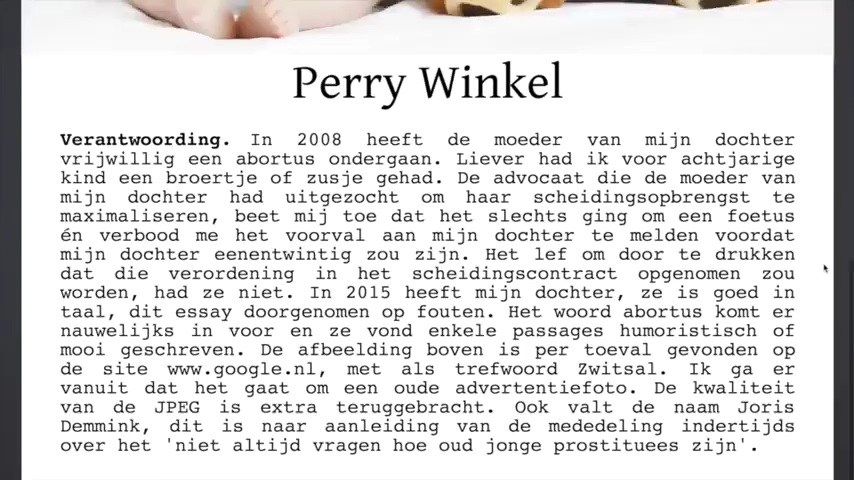 Perry Winkel
Verantwoording. In 2008 heeft de moeder van mijn dochter
vrijwillig een abortus ondergaan. Liever had ik voor achtjarige
kind een broertje of zusje gehad. De advocaat die de moeder van
mijn dochter had uitgezocht om haar scheidingsopbrengst te
maximaliseren, beet mij toe dat het slechts ging om een foetus
én verbood me het voorval aan mijn dochter te melden voordat
mijn dochter eenentwintig zou zijn. Het lef om door te drukken
dat die verordening in het scheidingscontract opgenomen zou
worden, had ze niet. In 2015 heeft mijn dochter, ze is goed in
taal, dit essay doorgenomen op fouten. Het woord abortus komt er
nauwelijks in voor en ze vond enkele passages humoristisch of
mooi geschreven. De afbeelding boven is per toeval gevonden op
de site www.google.nl, met als trefwoord Zwitsal. Ik ga er
vanuit dat het gaat om een oude advertentiefoto. De kwaliteit
van de JPEG is extra teruggebracht. Ook valt de naam Joris
Demmink, dit is naar aanleiding van de mededeling indertijds
over het 'niet altijd vragen hoe oud jonge prostituees zijn'.